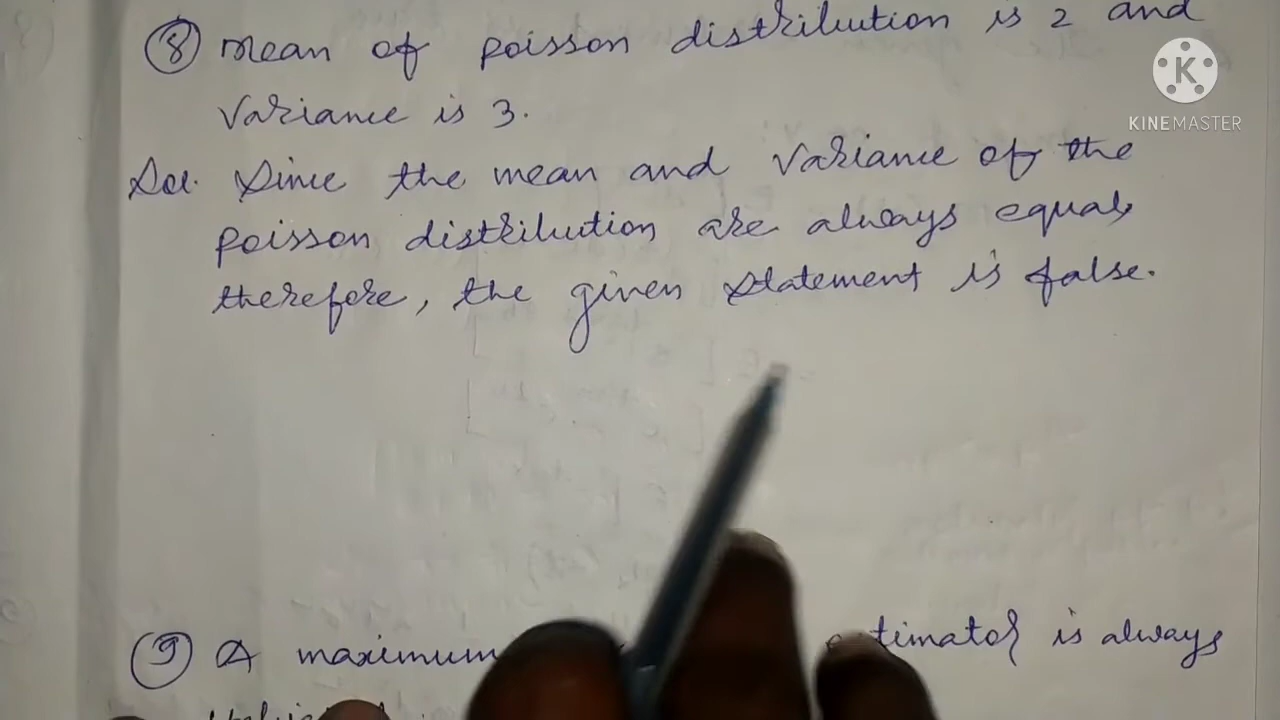 (8) Mean of poisson distribution is 2 and
Variance is 3.
Sol. Since the mean and Variance of the
poisson distribution are always equal,
therefore, the given statement is false.
(9) A maximum timator is always
K
KINEMASTER